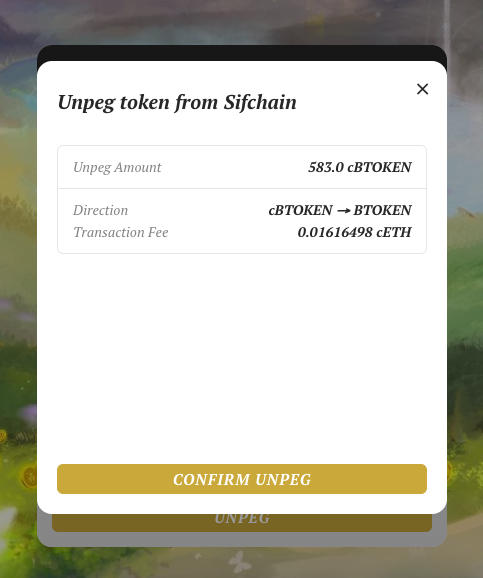 Unpeg token from Sifchain
Unpeg Amount 583.0 cBTOKEN
Direction cBTOKEN → BTOKEN
Transaction Fee 0.01616498 cETH
CONFIRM UNPEG
UNPEG